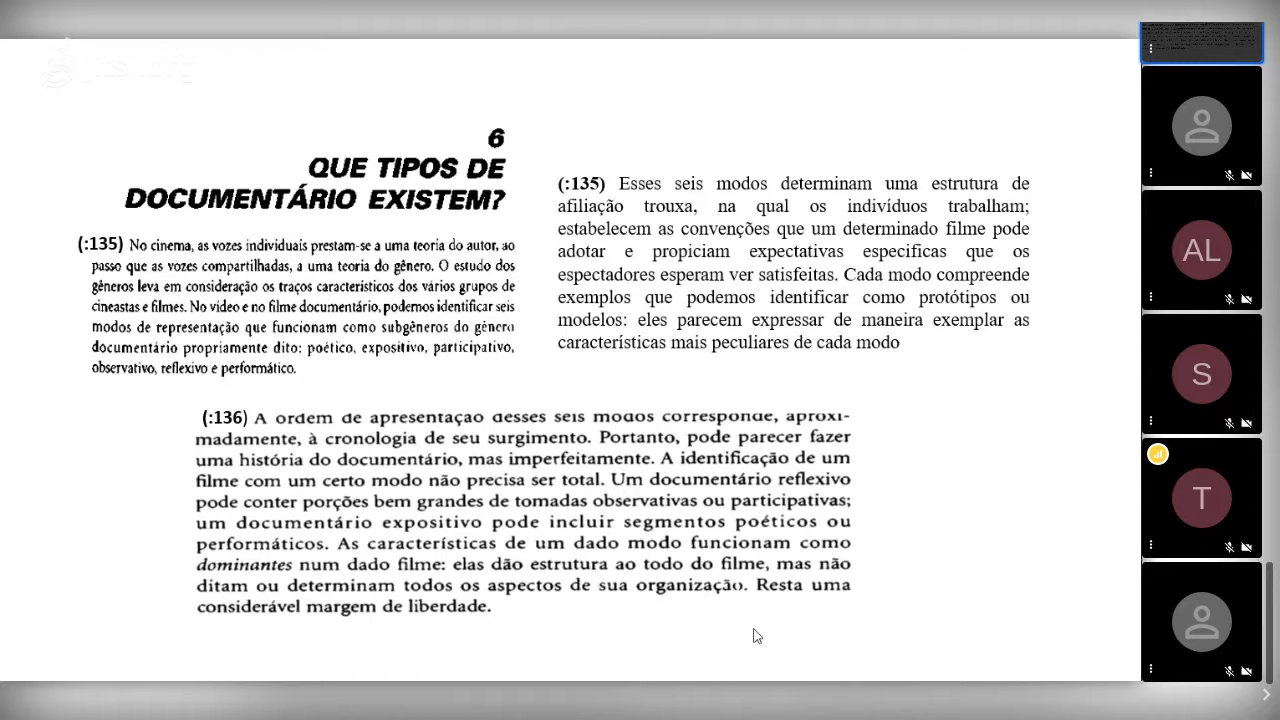 6
QUE TIPOS DE
DOCUMENTÁRIO EXISTEM?
(:135) No cinema, as vozes individuais prestam-se a uma teoria do autor, ao
passo que as vozes compartilhadas, a uma teoria do gênero. O estudo dos
gêneros leva em consideração os traços característicos dos vários grupos de
cineastas e filmes. No vídeo e no filme documentário, podemos identificar seis
modos de representação que funcionam como subgêneros do gênero
documentário propriamente dito: poético, expositivo, participativo,
observativo, reflexivo e performático.
(:135) Esses seis modos determinam uma estrutura de
afiliação trouxa, na qual os indivíduos trabalham;
estabelecem as convenções que um determinado filme pode
adotar e propiciam expectativas específicas que os
espectadores esperam ver satisfeitas. Cada modo compreende
exemplos que podemos identificar como protótipos ou
modelos: eles parecem expressar de maneira exemplar as
características mais peculiares de cada modo
(:136) A ordem de apresentação desses seis modos corresponde, aproxi-
madamente, à cronologia de seu surgimento. Portanto, pode parecer fazer
uma história do documentário, mas imperfeitamente. A identificação de um
filme com um certo modo não precisa ser total. Um documentário reflexivo
pode conter porções bem grandes de tomadas observativas ou participativas;
um documentário expositivo pode incluir segmentos poéticos ou
performáticos. As características de um dado modo funcionam como
dominantes num dado filme: elas dão estrutura ao todo do filme, mas não
ditam ou determinam todos os aspectos de sua organização. Resta uma
considerável margem de liberdade.
AL
S
T